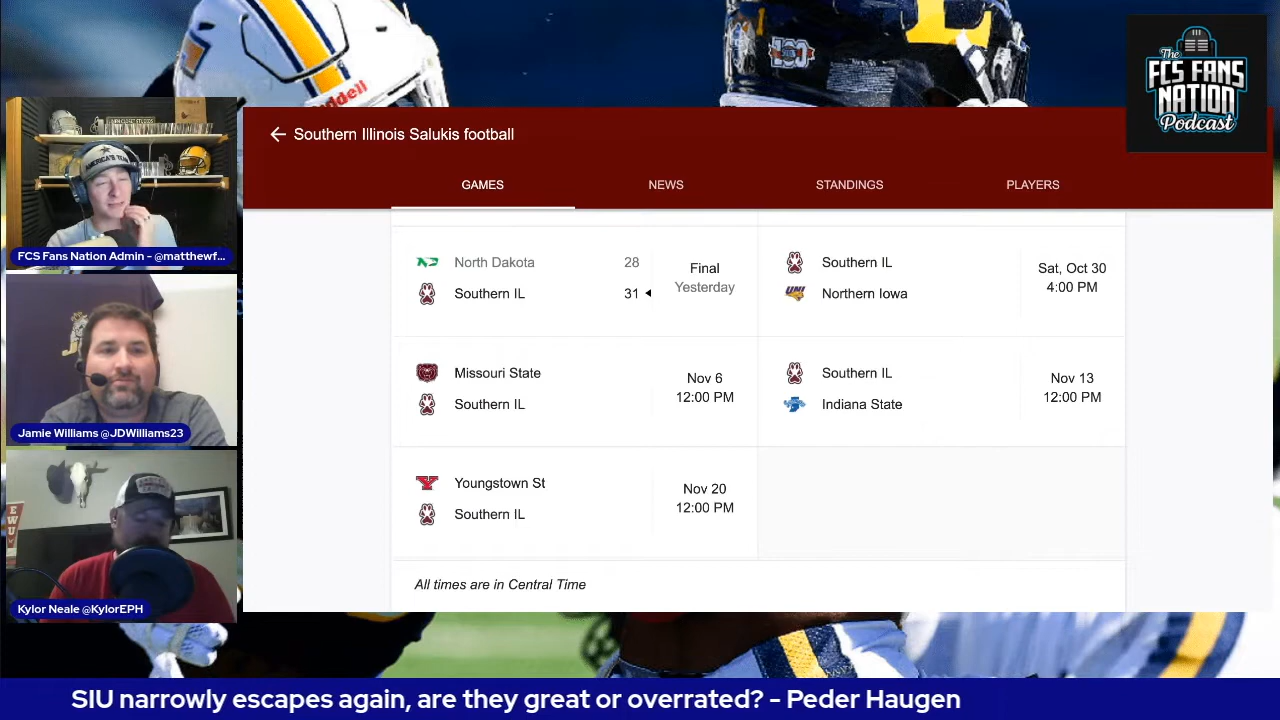 The
FCS FANS
NATION
Podcast
Southern Illinois Salukis football
GAMES
NEWS
STANDINGS
PLAYERS
North Dakota 28
Southern IL 31
Final
Yesterday
Southern IL
Northern Iowa
Sat, Oct 30
4:00 PM
Missouri State
Southern IL
Nov 6
12:00 PM
Southern IL
Indiana State
Nov 13
12:00 PM
Youngstown St
Southern IL
Nov 20
12:00 PM
All times are in Central Time
FCS Fans Nation Admin - @matthewf...
Jamie Williams @JDWilliams23
EWU
Kylor Neale @KylorEPH
SIU narrowly escapes again, are they great or overrated? - Peder Haugen